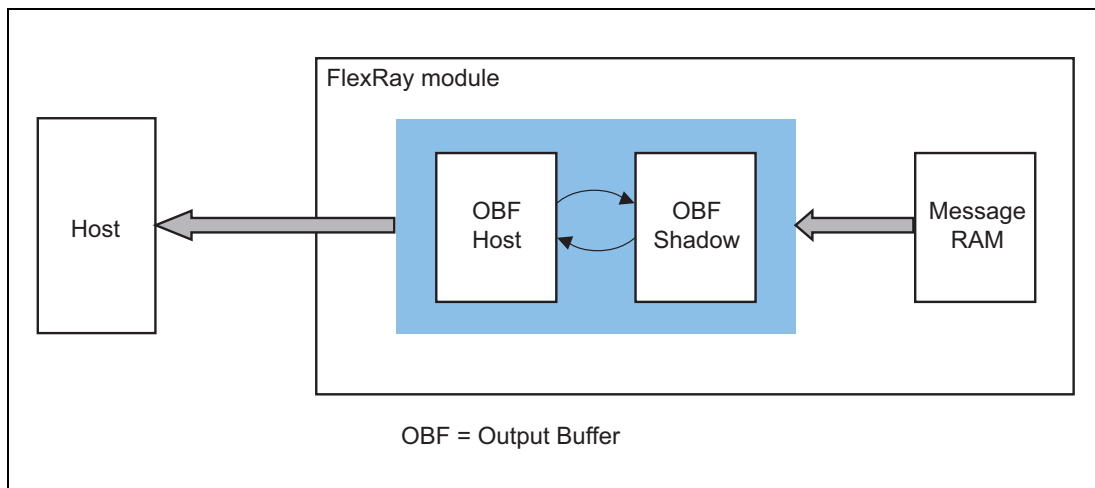 FlexRay module
Host
OBF
Host
OBF
Shadow
Message
RAM
OBF = Output Buffer